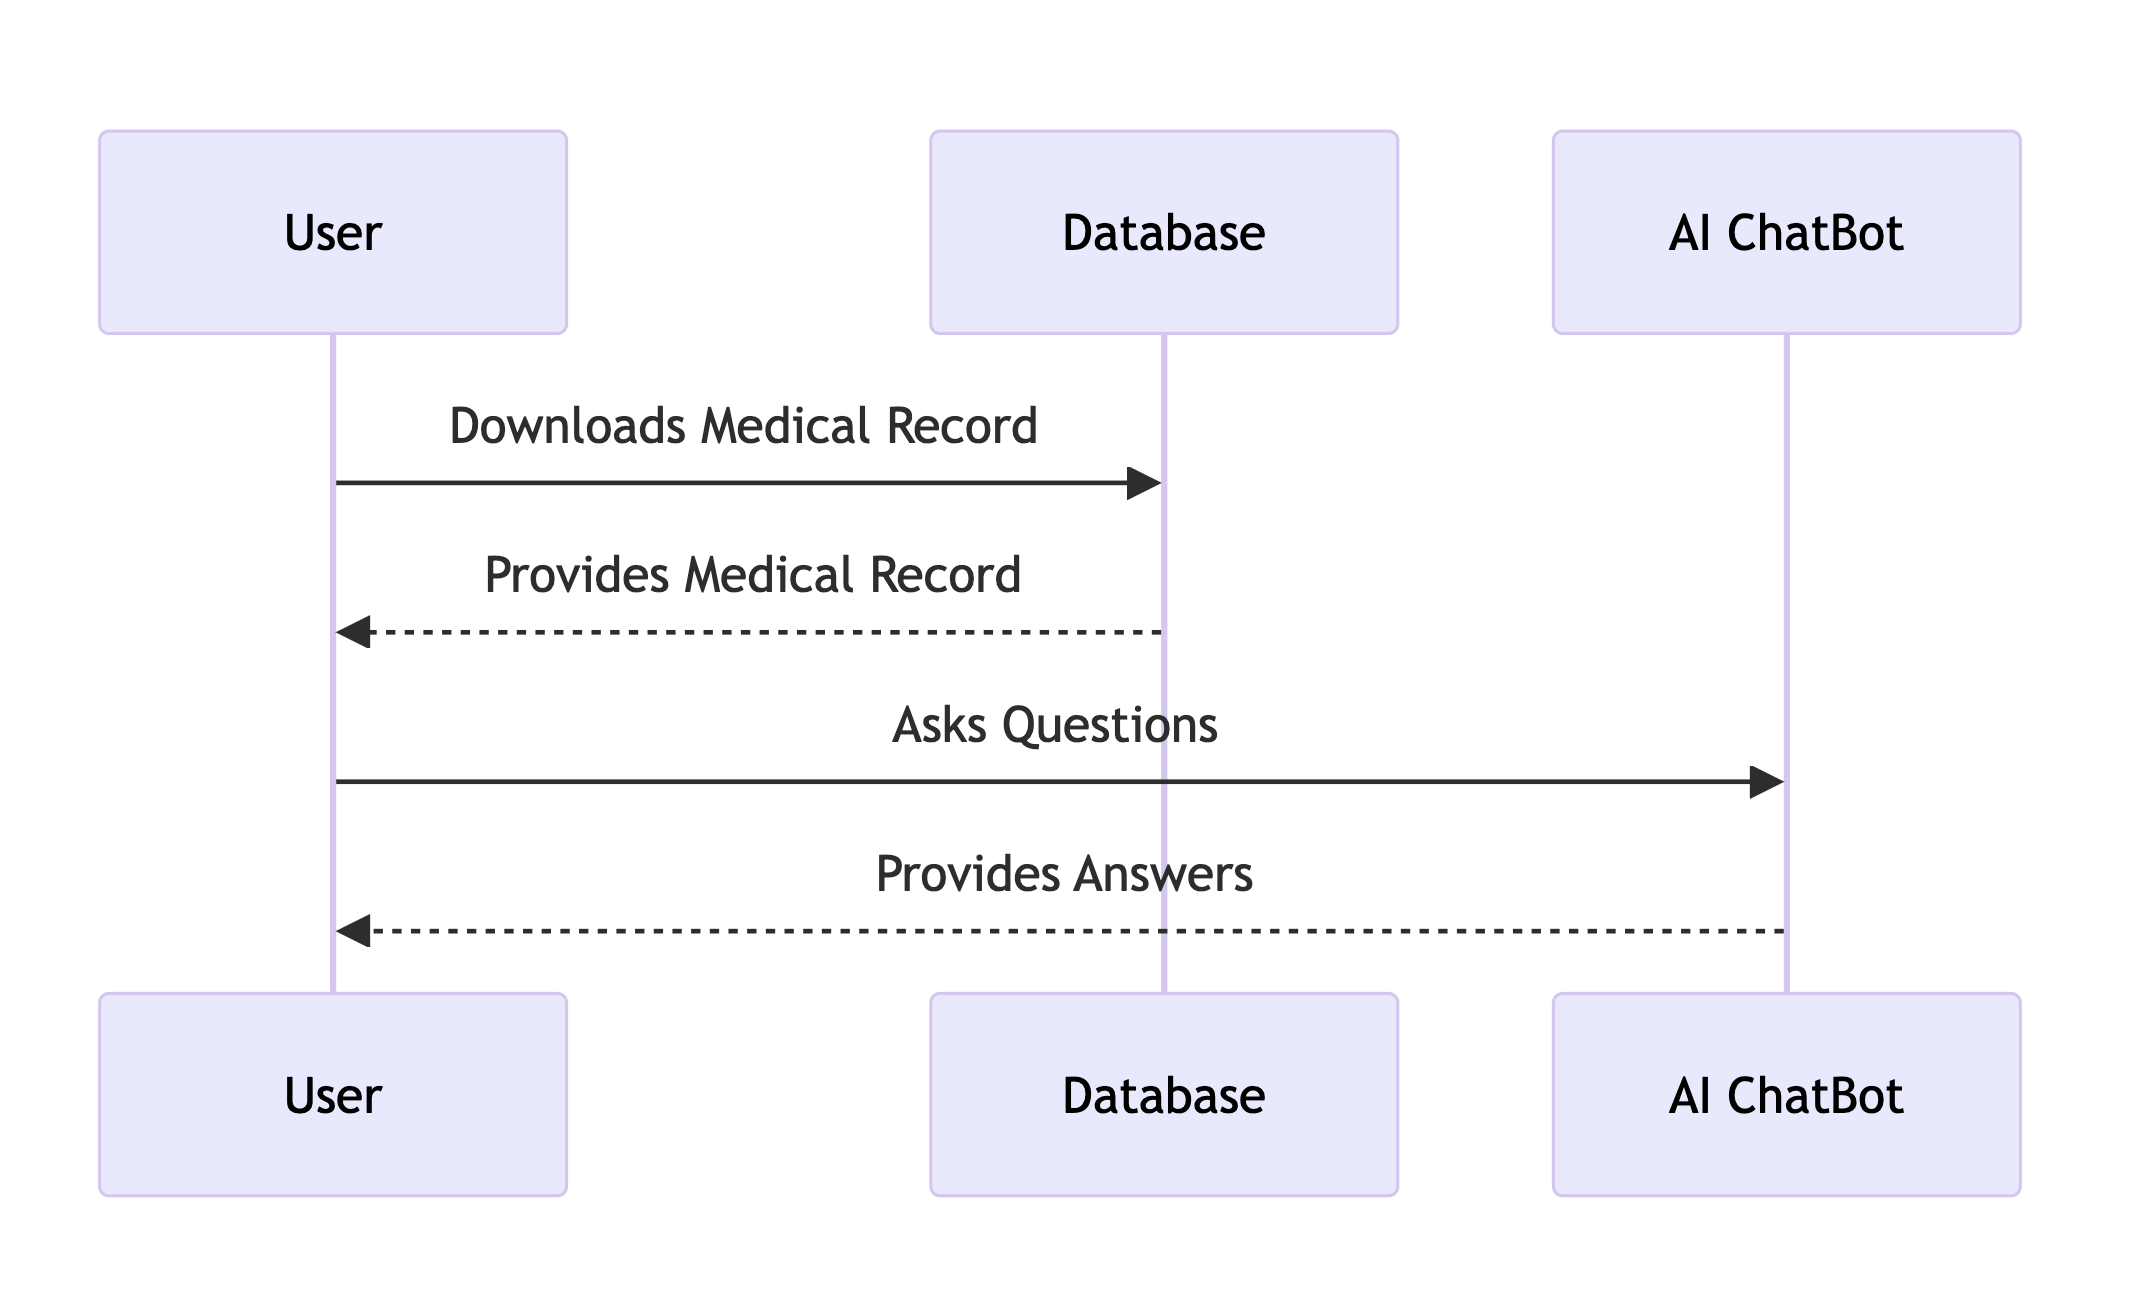 User
Database
AI ChatBot
Downloads Medical Record
Provides Medical Record
Asks Questions
Provides Answers
User
Database
AI ChatBot